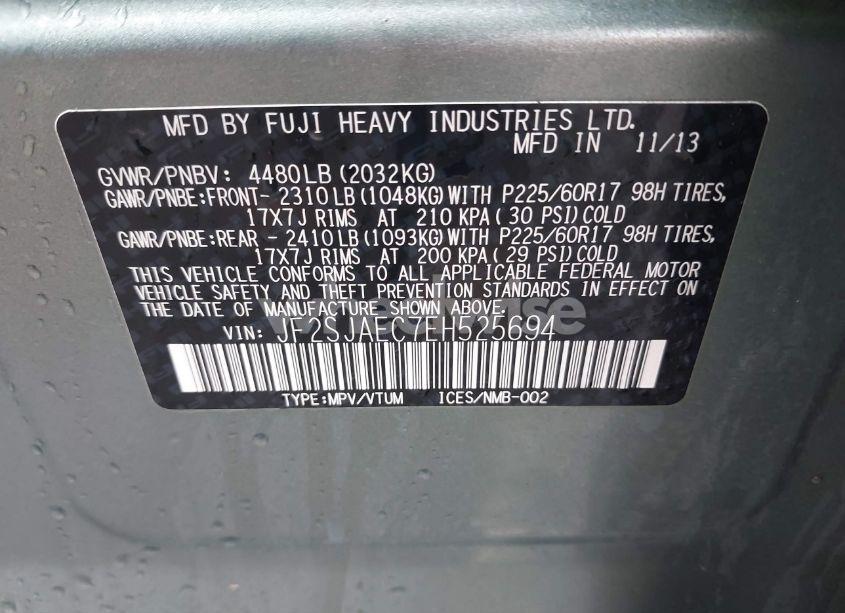 MFD BY FUJI HEAVY INDUSTRIES LTD.
MFD IN 11/13
GVWR/PNBV: 4480LB (2032KG)
GAWR/PNBE:FRONT- 2310LB (1048KG) WITH P225/60R17 98H TIRES,
17X7J RIMS AT 210 KPA ( 30 PSI) COLD
GAWR/PNBE:REAR - 2410LB (1093KG) WITH P225/60R17 98H TIRES,
17X7J RIMS AT 200 KPA ( 29 PSI) COLD
THIS VEHICLE CONFORMS TO ALL APPLICABLE FEDERAL MOTOR
VEHICLE SAFETY AND THEFT PREVENTION STANDARDS IN EFFECT ON
THE DATE OF MANUFACTURE SHOWN ABOVE.
VIN: JF2SJAEC7EH525694
TYPE:MPV/VTUM ICES/NMB-002